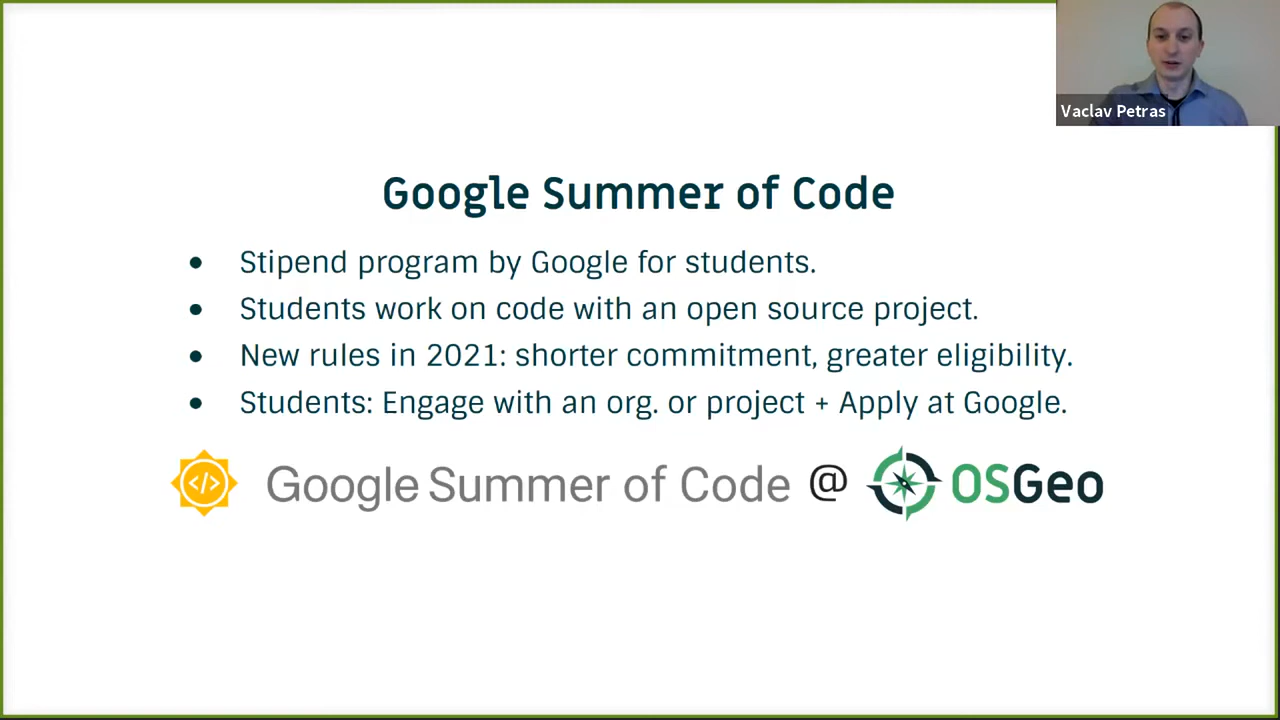 Vaclav Petras
Google Summer of Code
• Stipend program by Google for students.
• Students work on code with an open source project.
• New rules in 2021: shorter commitment, greater eligibility.
• Students: Engage with an org. or project + Apply at Google.
</> Google Summer of Code @ OSGeo